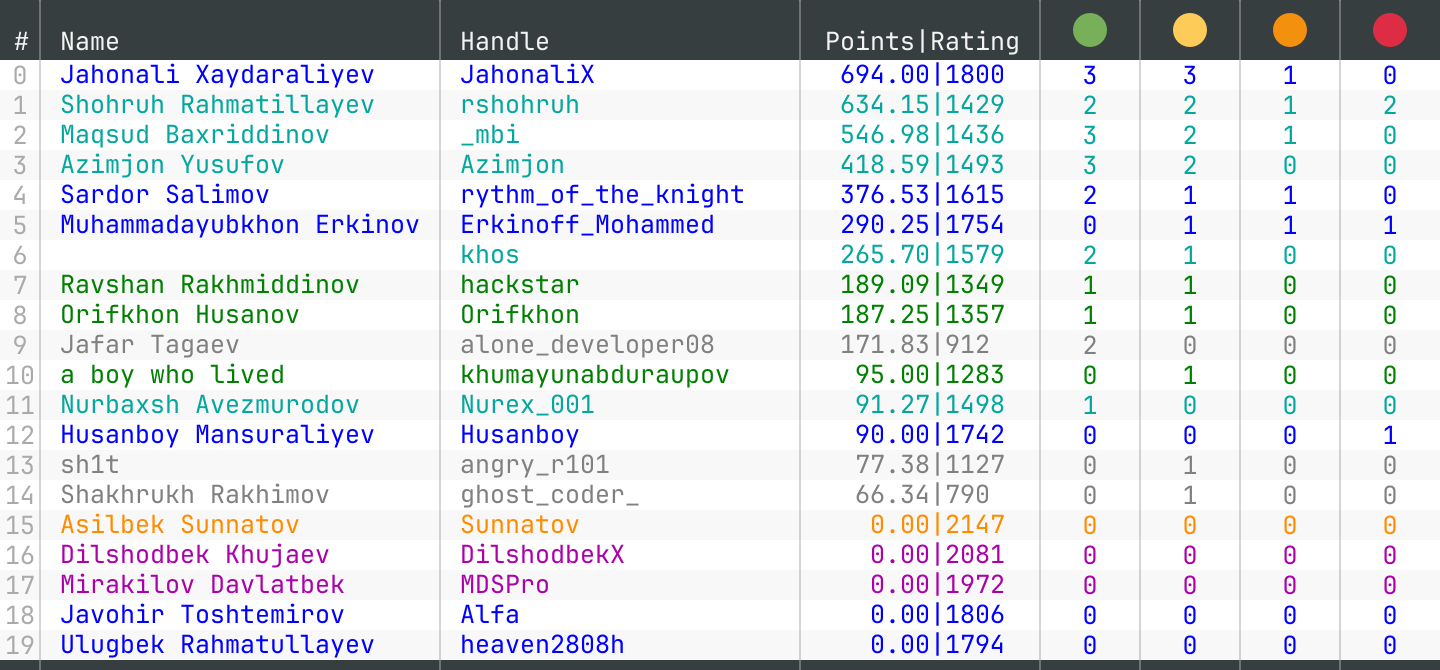 # Name Handle Points|Rating
0 Jahonali Xaydaraliyev JahonaliX 694.00|1800 3 3 1 0
1 Shohruh Rahmatillayev rshohruh 634.15|1429 2 2 1 2
2 Maqsud Baxriddinov _mbi 546.98|1436 3 2 1 0
3 Azimjon Yusufov Azimjon 418.59|1493 3 2 0 0
4 Sardor Salimov rythm_of_the_knight 376.53|1615 2 1 1 0
5 Muhammadayubkhon Erkinov Erkinoff_Mohammed 290.25|1754 0 1 1 1
6 khos 265.70|1579 2 1 0 0
7 Ravshan Rakhmiddinov hackstar 189.09|1349 1 1 0 0
8 Orifkhon Husanov Orifkhon 187.25|1357 1 1 0 0
9 Jafar Tagaev alone_developer08 171.83|912 2 0 0 0
10 a boy who lived khumayunabduraupov 95.00|1283 0 1 0 0
11 Nurbaxsh Avezmurodov Nurex_001 91.27|1498 1 0 0 0
12 Husanboy Mansuraliyev Husanboy 90.00|1742 0 0 0 1
13 sh1t angry_r101 77.38|1127 0 1 0 0
14 Shakhrukh Rakhimov ghost_coder_ 66.34|790 0 1 0 0
15 Asilbek Sunnatov Sunnatov 0.00|2147 0 0 0 0
16 Dilshodbek Khujaev DilshodbekX 0.00|2081 0 0 0 0
17 Mirakilov Davlatbek MDSPro 0.00|1972 0 0 0 0
18 Javohir Toshtemirov Alfa 0.00|1806 0 0 0 0
19 Ulugbek Rahmatullayev heaven2808h 0.00|1794 0 0 0 0